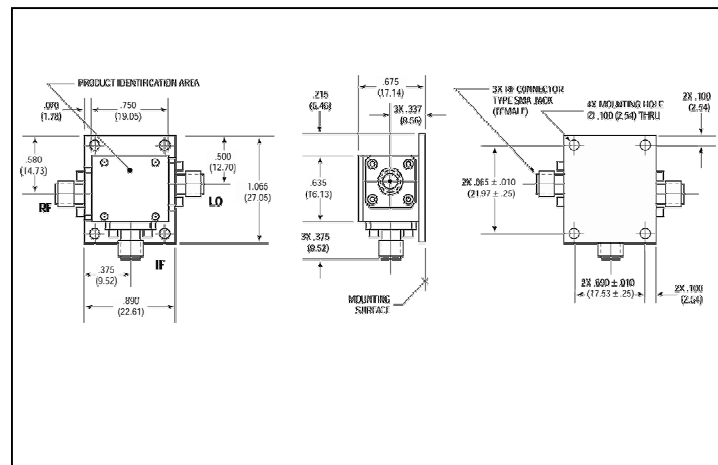 PRODUCT IDENTIFICATION AREA
.070
(1.78)
.750
(19.05)
.580
(14.73)
.500
(12.70)
1.065
(27.05)
RF
LO
IF
.375
(9.52)
.890
(22.61)
.675
(17.14)
.215
(5.46)
3X .337
(8.56)
.635
(16.13)
3X .375
(9.52)
MOUNTING
SURFACE
3X RF CONNECTOR
TYPE SMA JACK
(FEMALE)
4X MOUNTING HOLE
Ø .100 (2.54) THRU
2X .100
(2.54)
2X .865 ± .010
(21.97 ± .25)
2X .690 ± .010
(17.53 ± .25)
2X .100
(2.54)